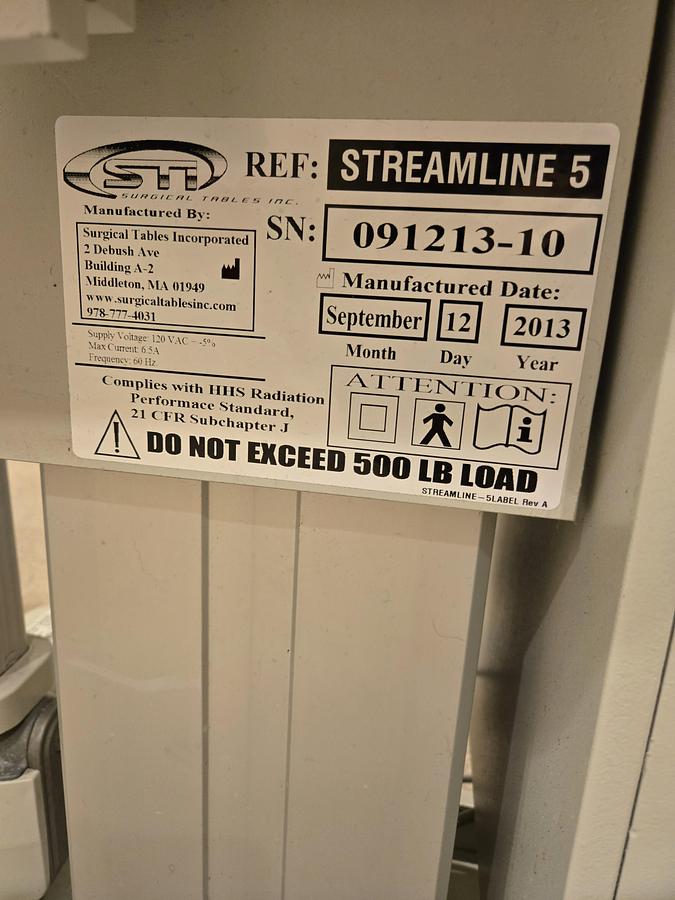 STI
SURGICAL TABLES INC.
REF: STREAMLINE 5
Manufactured By:
Surgical Tables Incorporated
2 Debush Ave
Building A-2
Middleton, MA 01949
www.surgicaltablesinc.com
978-777-4031
SN: 091213-10
Manufactured Date:
September 12 2013
Month Day Year
Supply Voltage: 120 VAC ~ -5%
Max Current: 6.5A
Frequency: 60 Hz
Complies with HHS Radiation
Performace Standard,
21 CFR Subchapter J
ATTENTION:
i
DO NOT EXCEED 500 LB LOAD
STREAMLINE-5LABEL Rev A